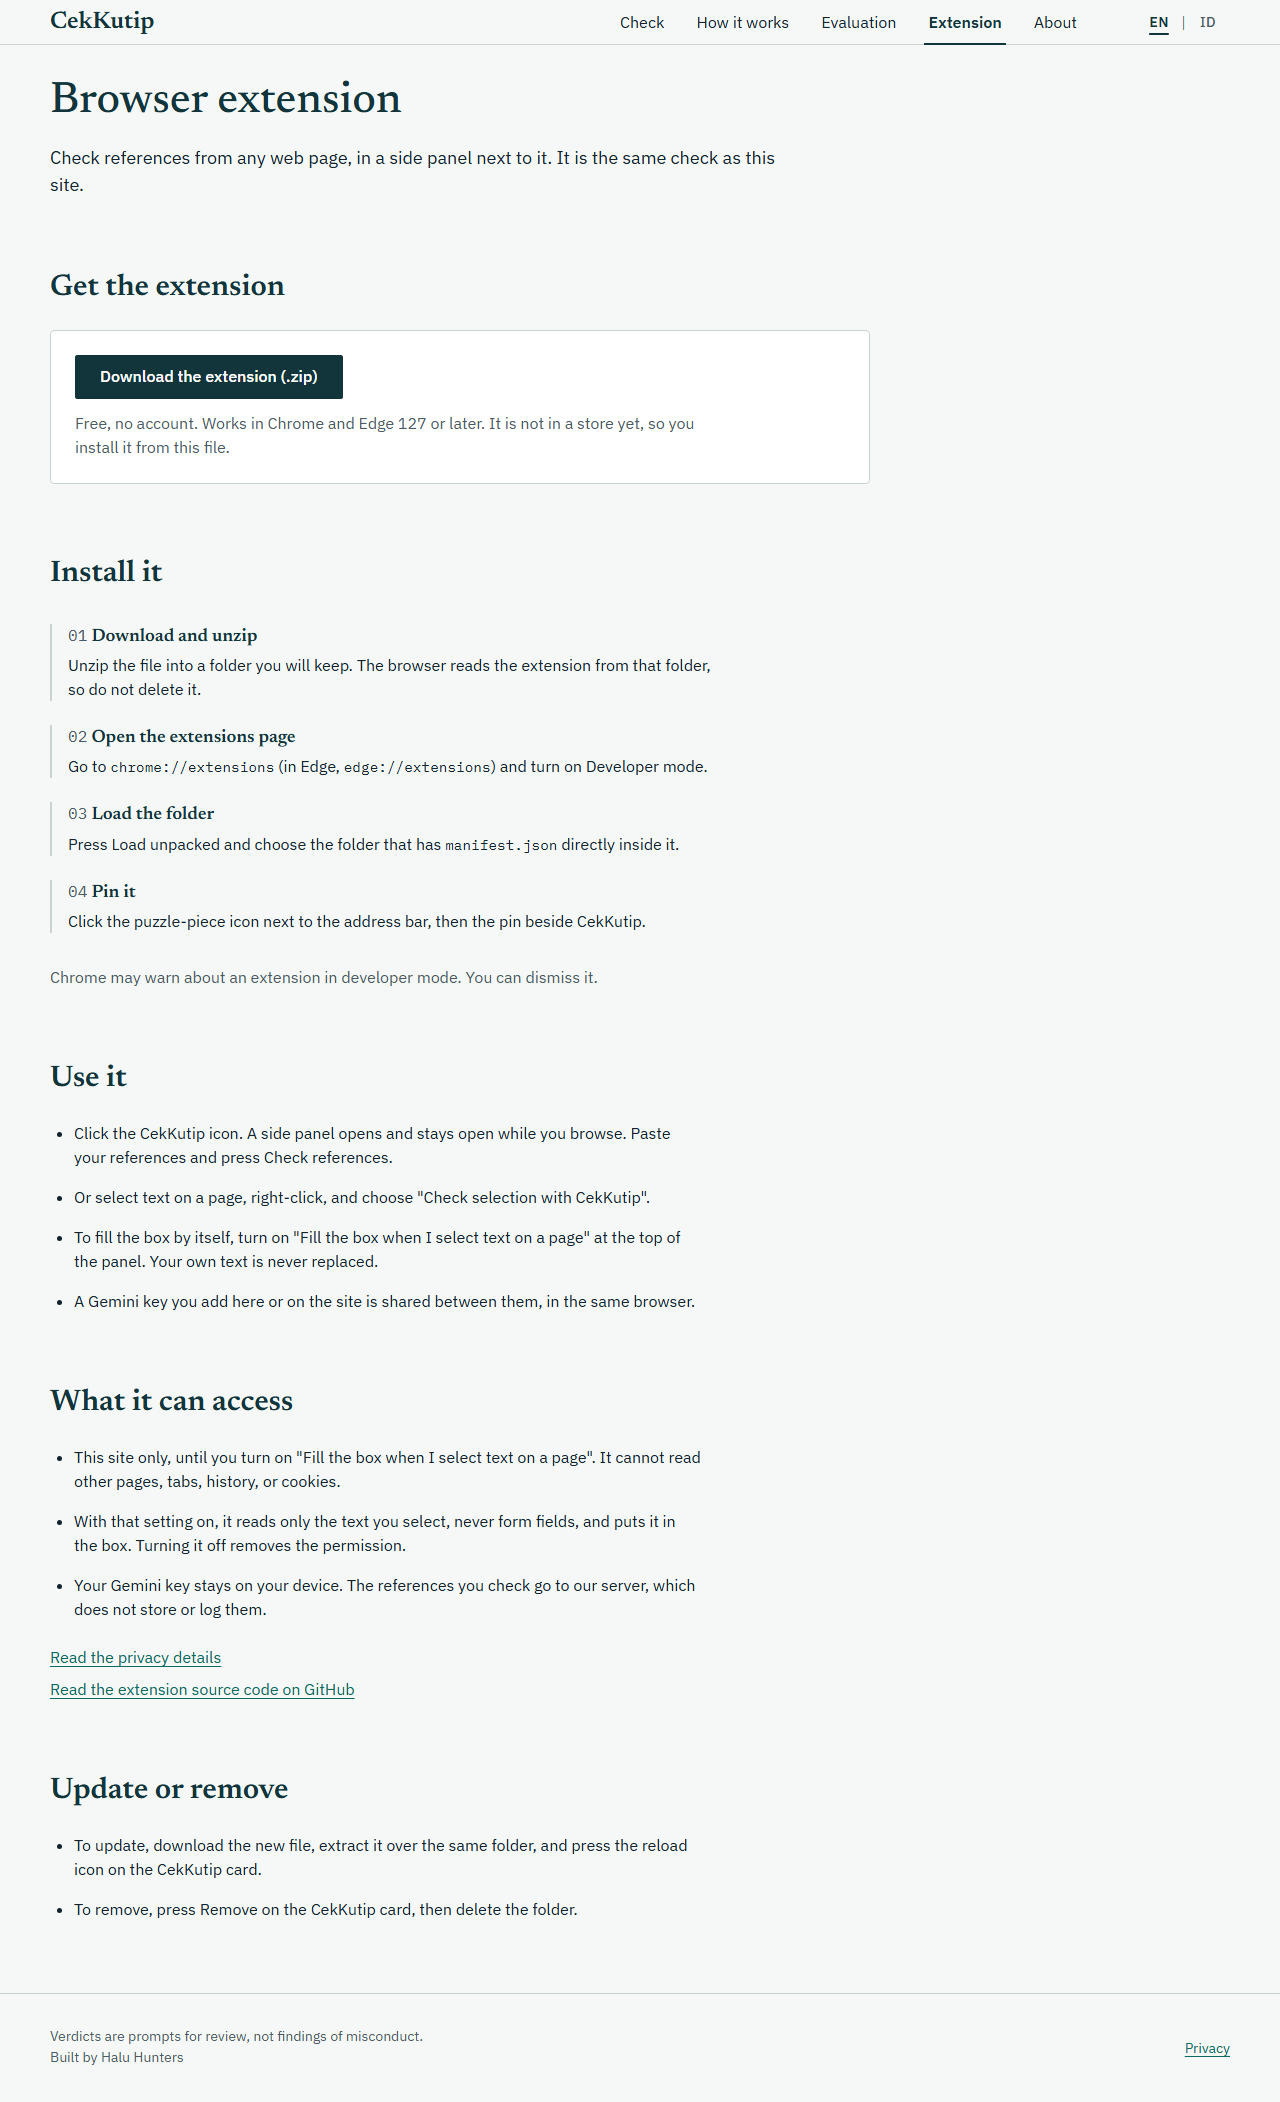 CekKutip
Check How it works Evaluation Extension About EN | ID
Browser extension
Check references from any web page, in a side panel next to it. It is the same check as this
site.
Get the extension
Download the extension (.zip)
Free, no account. Works in Chrome and Edge 127 or later. It is not in a store yet, so you
install it from this file.
Install it
01 Download and unzip
Unzip the file into a folder you will keep. The browser reads the extension from that folder,
so do not delete it.
02 Open the extensions page
Go to chrome://extensions (in Edge, edge://extensions) and turn on Developer mode.
03 Load the folder
Press Load unpacked and choose the folder that has manifest.json directly inside it.
04 Pin it
Click the puzzle-piece icon next to the address bar, then the pin beside CekKutip.
Chrome may warn about an extension in developer mode. You can dismiss it.
Use it
• Click the CekKutip icon. A side panel opens and stays open while you browse. Paste
your references and press Check references.
• Or select text on a page, right-click, and choose "Check selection with CekKutip".
• To fill the box by itself, turn on "Fill the box when I select text on a page" at the top of
the panel. Your own text is never replaced.
• A Gemini key you add here or on the site is shared between them, in the same browser.
What it can access
• This site only, until you turn on "Fill the box when I select text on a page". It cannot read
other pages, tabs, history, or cookies.
• With that setting on, it reads only the text you select, never form fields, and puts it in
the box. Turning it off removes the permission.
• Your Gemini key stays on your device. The references you check go to our server, which
does not store or log them.
Read the privacy details
Read the extension source code on GitHub
Update or remove
• To update, download the new file, extract it over the same folder, and press the reload
icon on the CekKutip card.
• To remove, press Remove on the CekKutip card, then delete the folder.
Verdicts are prompts for review, not findings of misconduct.
Built by Halu Hunters
Privacy